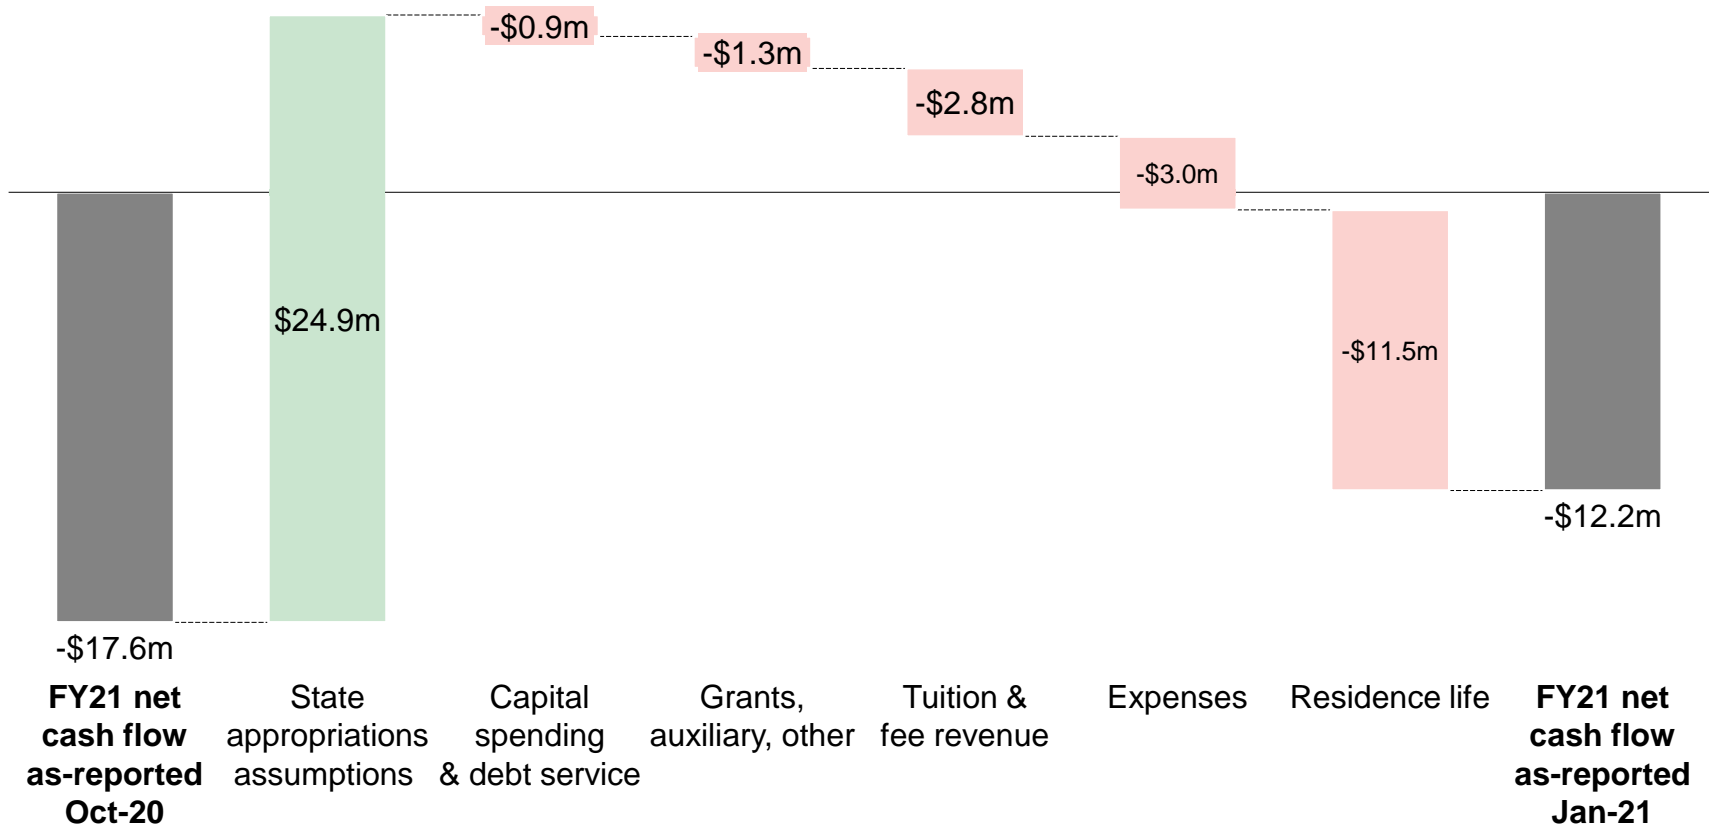 -$0.9m
-$1.3m
-$2.8m
-$3.0m
$24.9m
-$11.5m
-$12.2m
-$17.6m
FY21 net
cash flow
as-reported
Oct-20
State
appropriations
assumptions
Capital
spending
& debt service
Grants,
auxiliary, other
Tuition &
fee revenue
Expenses
Residence life
FY21 net
cash flow
as-reported
Jan-21